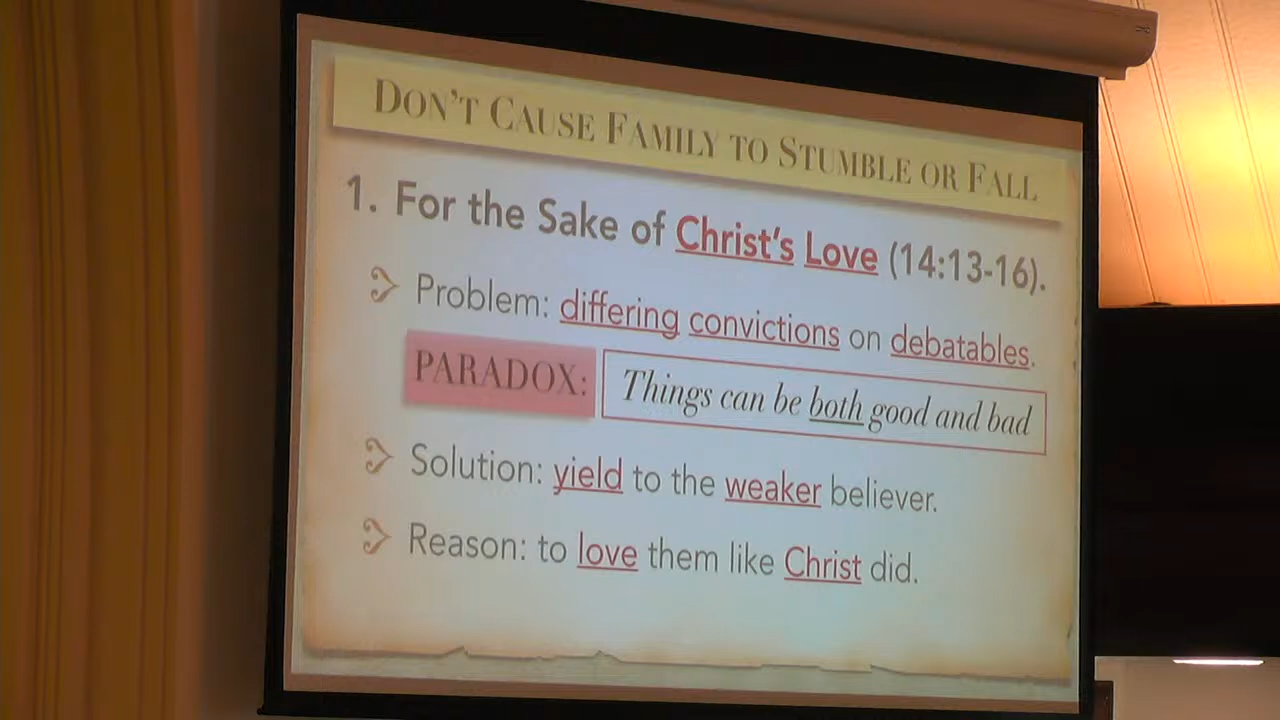 DON'T CAUSE FAMILY TO STUMBLE OR FALL
1. For the Sake of Christ's Love (14:13-16).
Problem: differing convictions on debatables.
PARADOX: Things can be both good and bad
Solution: yield to the weaker believer.
Reason: to love them like Christ did.